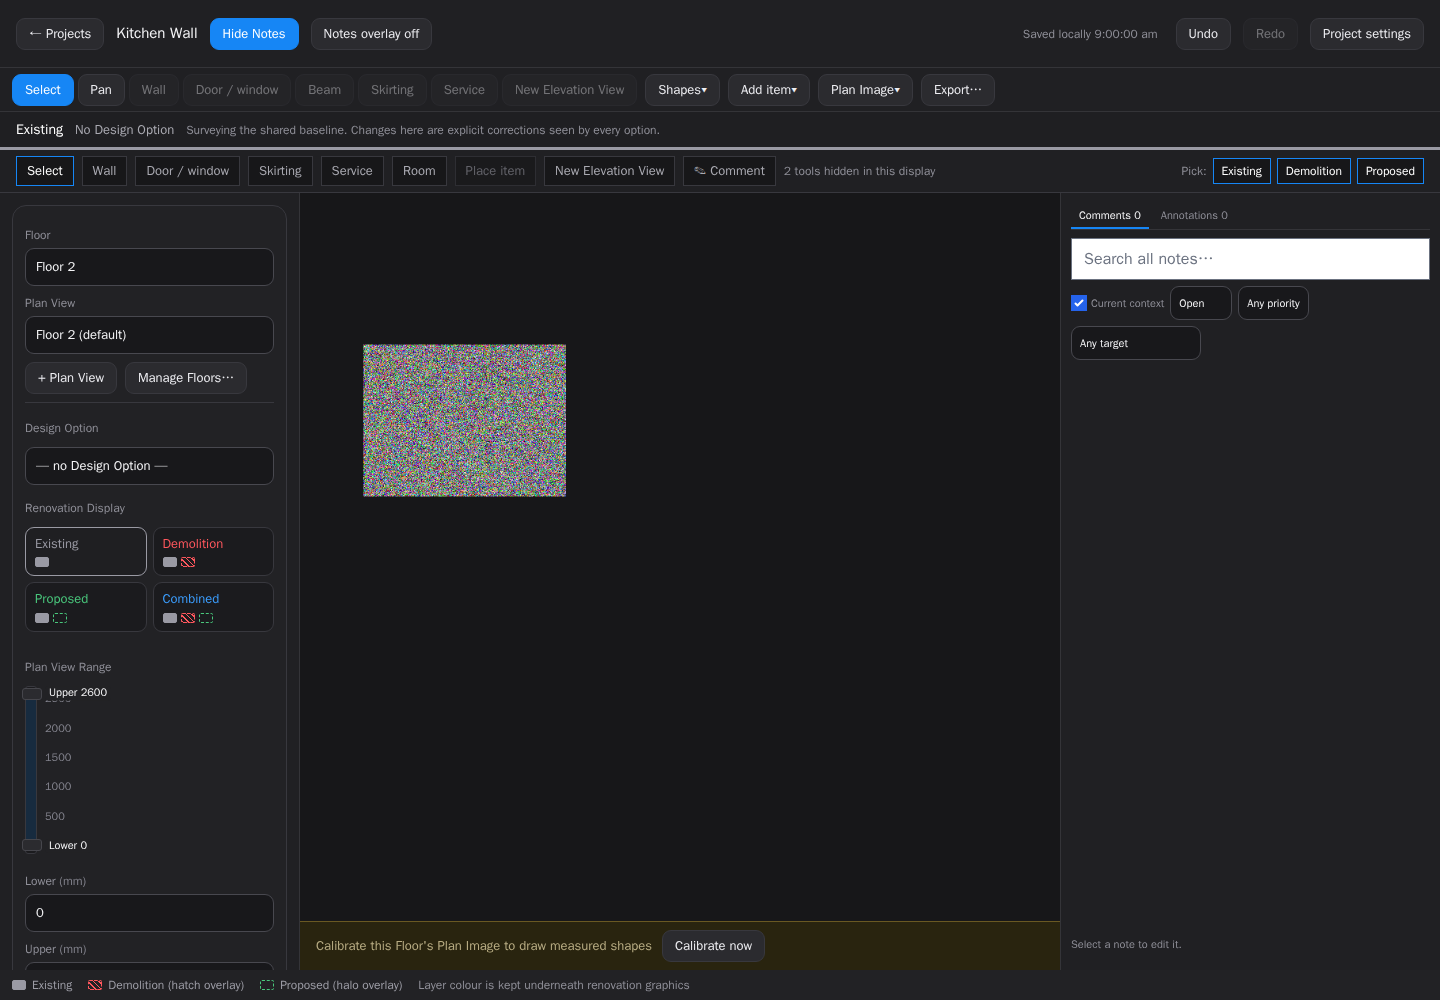 ← Projects Kitchen Wall Hide Notes Notes overlay off Saved locally 9:00:00 am Undo Redo Project settings
Select Pan Wall Door / window Beam Skirting Service New Elevation View Shapes▾ Add item▾ Plan Image▾ Export…
Existing No Design Option Surveying the shared baseline. Changes here are explicit corrections seen by every option.
Select Wall Door / window Skirting Service Room Place item New Elevation View ✎ Comment 2 tools hidden in this display Pick: Existing Demolition Proposed
Floor
Floor 2
Plan View
Floor 2 (default)
+ Plan View Manage Floors…
Design Option
— no Design Option —
Renovation Display
Existing Demolition
Proposed Combined
Plan View Range
Upper 2600
2000
1500
1000
500
Lower 0
Lower (mm)
0
Upper (mm)
Calibrate this Floor's Plan Image to draw measured shapes Calibrate now
Comments 0 Annotations 0
Search all notes…
Current context Open Any priority
Any target
Select a note to edit it.
Existing Demolition (hatch overlay) Proposed (halo overlay) Layer colour is kept underneath renovation graphics